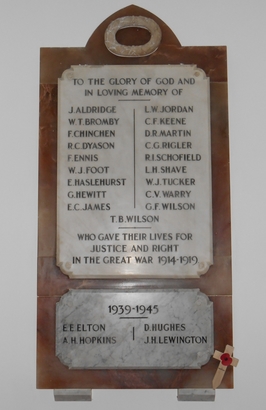 TO THE GLORY OF GOD AND
IN LOVING MEMORY OF
J. ALDRIDGE
W.T. BROMBY
F. CHINCHEN
R.C. DYASON
F. ENNIS
W.J. FOOT
E. HASLEHURST
G. HEWITT
E.C. JAMES
L.W. JORDAN
C.F. KEENE
D.R. MARTIN
C.G. RIGLER
R.I. SCHOFIELD
L.H. SHAVE
W.J. TUCKER
C.V. WARRY
G.F. WILSON
T.B. WILSON
WHO GAVE THEIR LIVES FOR
JUSTICE AND RIGHT
IN THE GREAT WAR 1914-1919
1939-1945
E.E. ELTON
A.H. HOPKINS
D. HUGHES
J.H. LEWINGTON